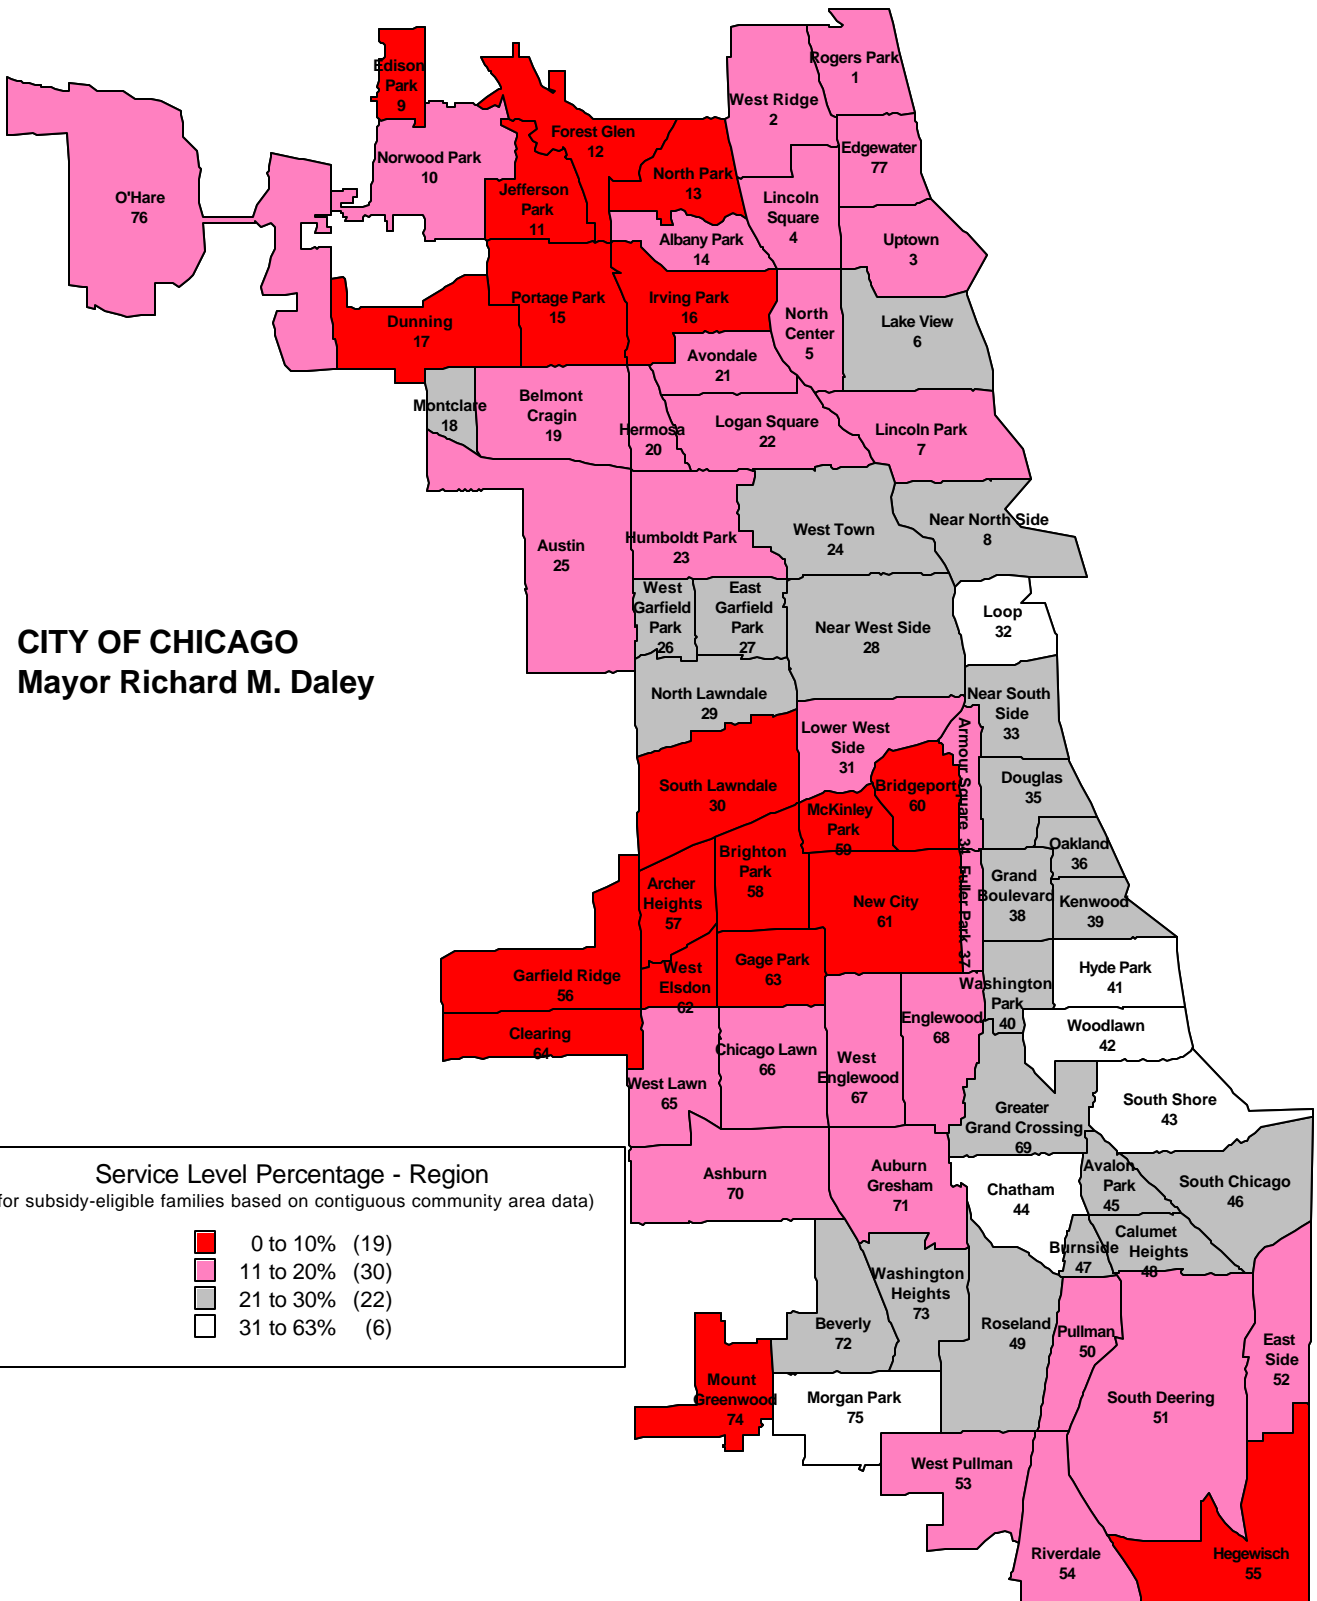 Rogers Park
1
Edison
Park
9
West Ridge
2
Forest Glen
12
Edgewater
77
Norwood Park
10
North Park
13
O'Hare
76
Jefferson
Park
11
Lincoln
Square
4
Albany Park
14
Uptown
3
Portage Park
15
Irving Park
16
North
Center
5
Dunning
17
Lake View
6
Avondale
21
Montclare
18
Belmont
Cragin
19
Hermosa
20
Logan Square
22
Lincoln Park
7
Near North Side
8
West Town
24
Austin
25
Humboldt Park
23
West
Garfield
Park
26
East
Garfield
Park
27
Near West Side
28
Loop
32
CITY OF CHICAGO
Mayor Richard M. Daley
North Lawndale
29
Near South
Side
33
Lower West
Side
31
Armour Square 34
South Lawndale
30
Bridgeport
60
Douglas
35
McKinley
Park
59
Oakland
36
Brighton
Park
58
Archer
Heights
57
New City
61
Fuller Park 37
Grand
Boulevard
38
Kenwood
39
Garfield Ridge
56
West
Elsdon
62
Gage Park
63
Washington
Park
40
Hyde Park
41
Clearing
64
Englewood
68
Woodlawn
42
Chicago Lawn
66
West
Englewood
67
West Lawn
65
Greater
Grand Crossing
69
South Shore
43
Service Level Percentage - Region
for subsidy-eligible families based on contiguous community area data)
0 to 10% (19)
11 to 20% (30)
21 to 30% (22)
31 to 63% (6)
Ashburn
70
Auburn
Gresham
71
Chatham
44
Avalon
Park
45
South Chicago
46
Burnside
47
Calumet
Heights
48
Washington
Heights
73
Beverly
72
Roseland
49
Pullman
50
East
Side
52
Mount
Greenwood
74
Morgan Park
75
South Deering
51
West Pullman
53
Riverdale
54
Hegewisch
55